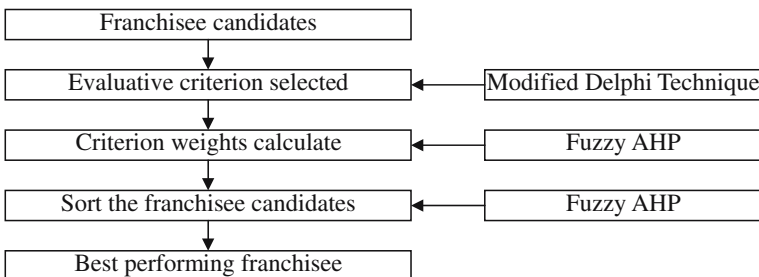 Franchisee candidates
Evaluative criterion selected
Modified Delphi Technique
Criterion weights calculate
Fuzzy AHP
Sort the franchisee candidates
Fuzzy AHP
Best performing franchisee